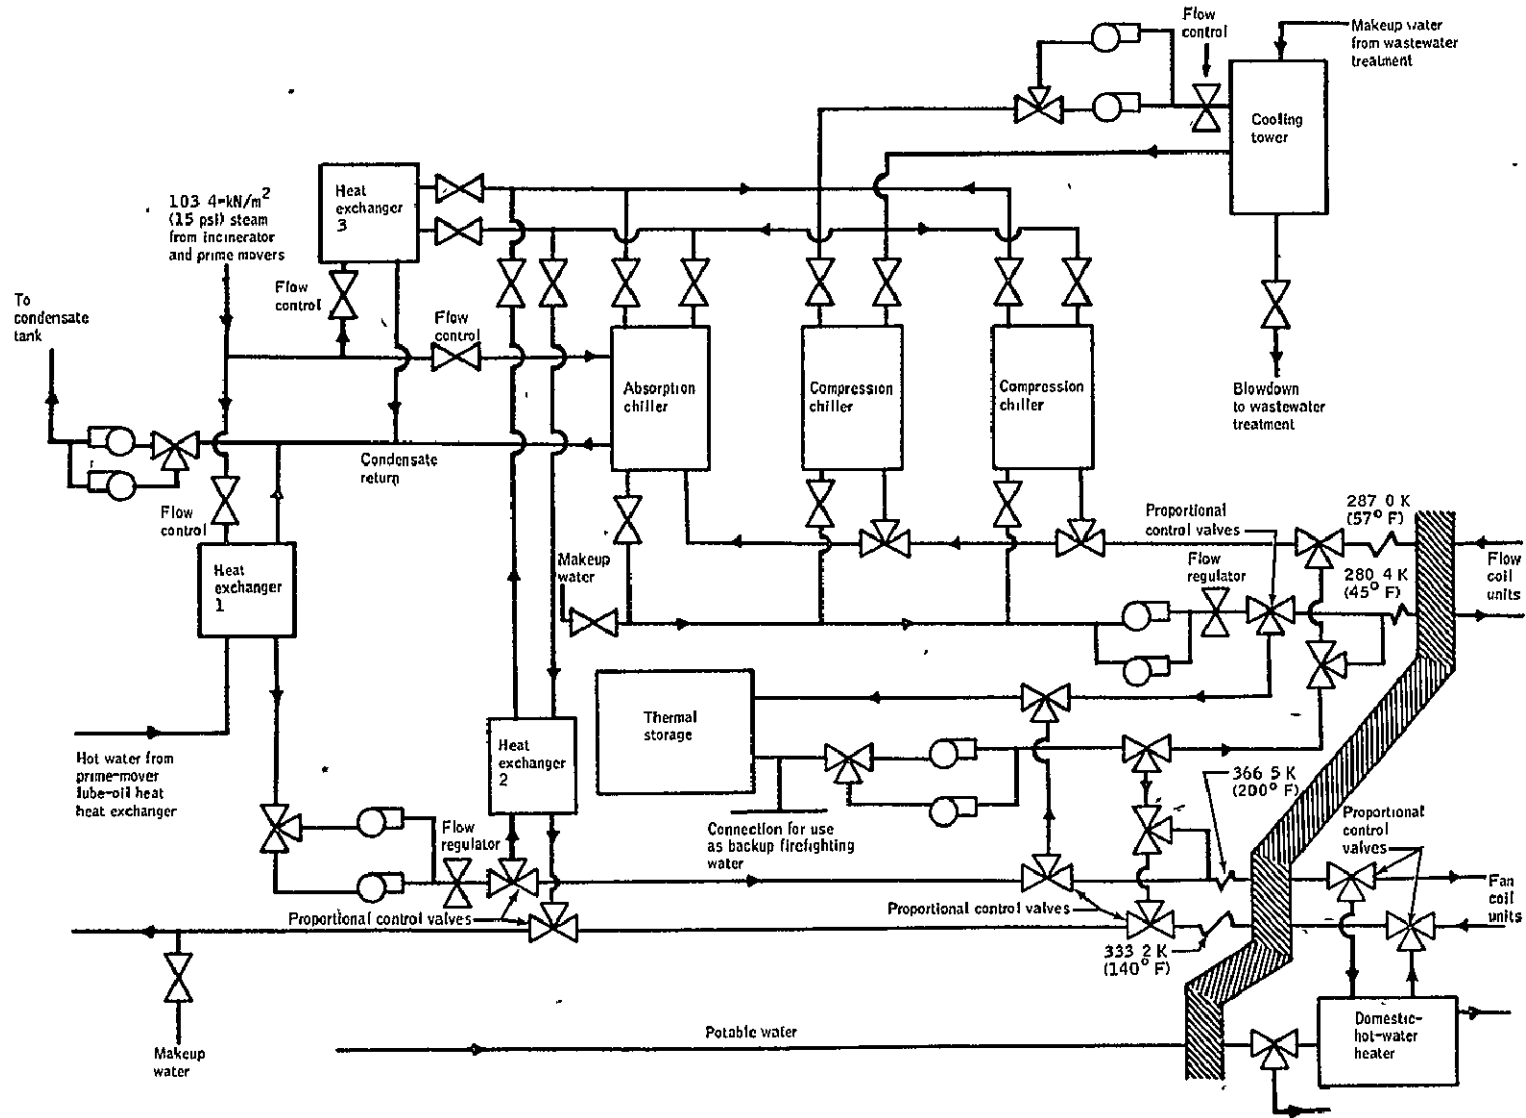 Flow
control
Makeup water
from wastewater
treatment
Cooling
tower
Heat
exchanger
3
103 4-kN/m2
(15 psi) steam
from incinerator
and prime movers
Flow
control
To
condensate
tank
Flow
control
Absorption
chiller
Compression
chiller
Compression
chiller
Blowdown
to wastewater
treatment
Condensate
return
Flow
control
Proportional
control valves
287 0 K
(57° F)
Flow
regulator
280 4 K
(45° F)
Flow
coil
units
Makeup
water
Heat
exchanger
1
Thermal
storage
Heat
exchanger
2
Hot water from
prime-mover
lube-oil heat
heat exchanger
366 5 K
(200° F)
Connection for use
as backup firefighting
water
Flow
regulator
Proportional
control
valves
Fan
coil
units
Proportional control valves
Proportional control valves
333 2 K
(140° F)
Makeup
water
Potable water
Domestic-
hot-water
heater